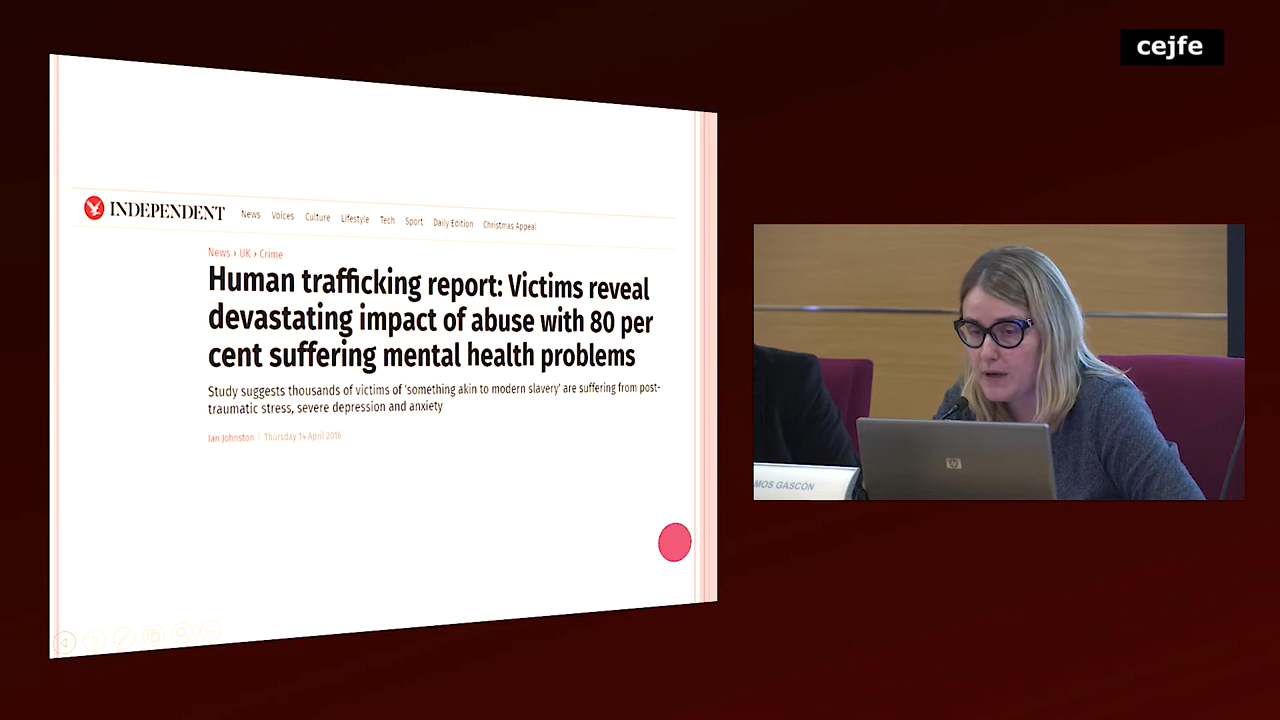 cejfe
INDEPENDENT News Voices Culture Lifestyle Tech Sport Daily Edition Christmas Appeal
News › UK › Crime
Human trafficking report: Victims reveal
devastating impact of abuse with 80 per
cent suffering mental health problems
Study suggests thousands of victims of 'something akin to modern slavery' are suffering from post-
traumatic stress, severe depression and anxiety
Ian Johnston | Thursday 14 April 2016
MOS GASCON
hp